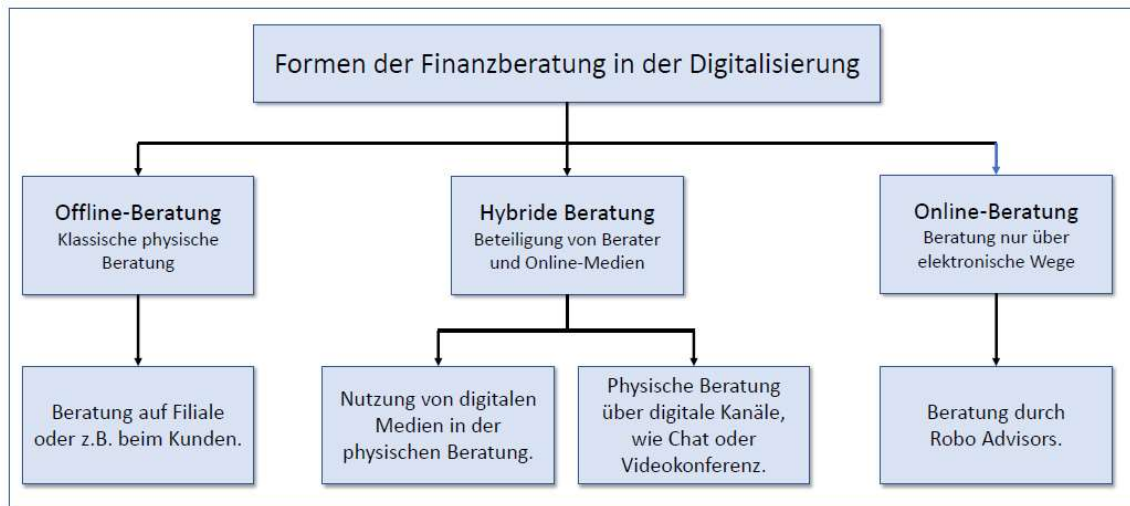 Formen der Finanzberatung in der Digitalisierung
Offline-Beratung
Klassische physische
Beratung
Hybride Beratung
Beteiligung von Berater
und Online-Medien
Online-Beratung
Beratung nur über
elektronische Wege
Beratung auf Filiale
oder z.B. beim Kunden.
Nutzung von digitalen
Medien in der
physischen Beratung.
Physische Beratung
über digitale Kanäle,
wie Chat oder
Videokonferenz.
Beratung durch
Robo Advisors.